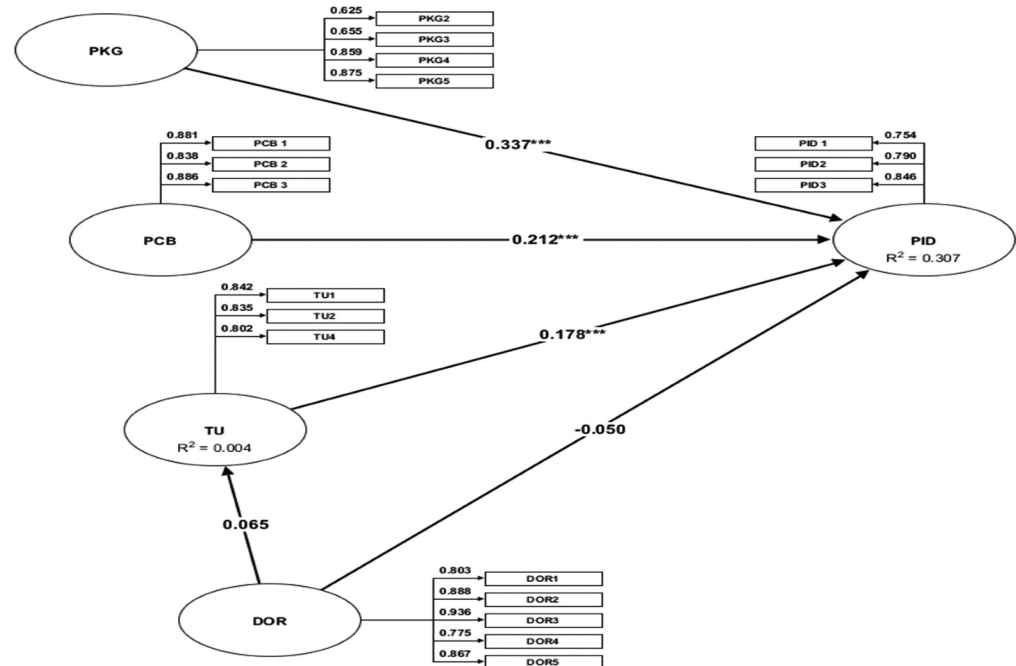 PKG
0.625
PKG2
0.655
PKG3
0.859
PKG4
0.875
PKG5
0.337***
0.881
PCB 1
0.838
PCB 2
0.886
PCB 3
PID 1
0.754
PID2
0.790
PID3
0.846
PCB
0.212***
PID
R² = 0.307
0.842
TU1
0.835
TU2
0.802
TU4
0.178***
TU
R² = 0.004
-0.050
0.065
DOR
0.803
DOR1
0.888
DOR2
0.936
DOR3
0.775
DOR4
0.867
DOR5